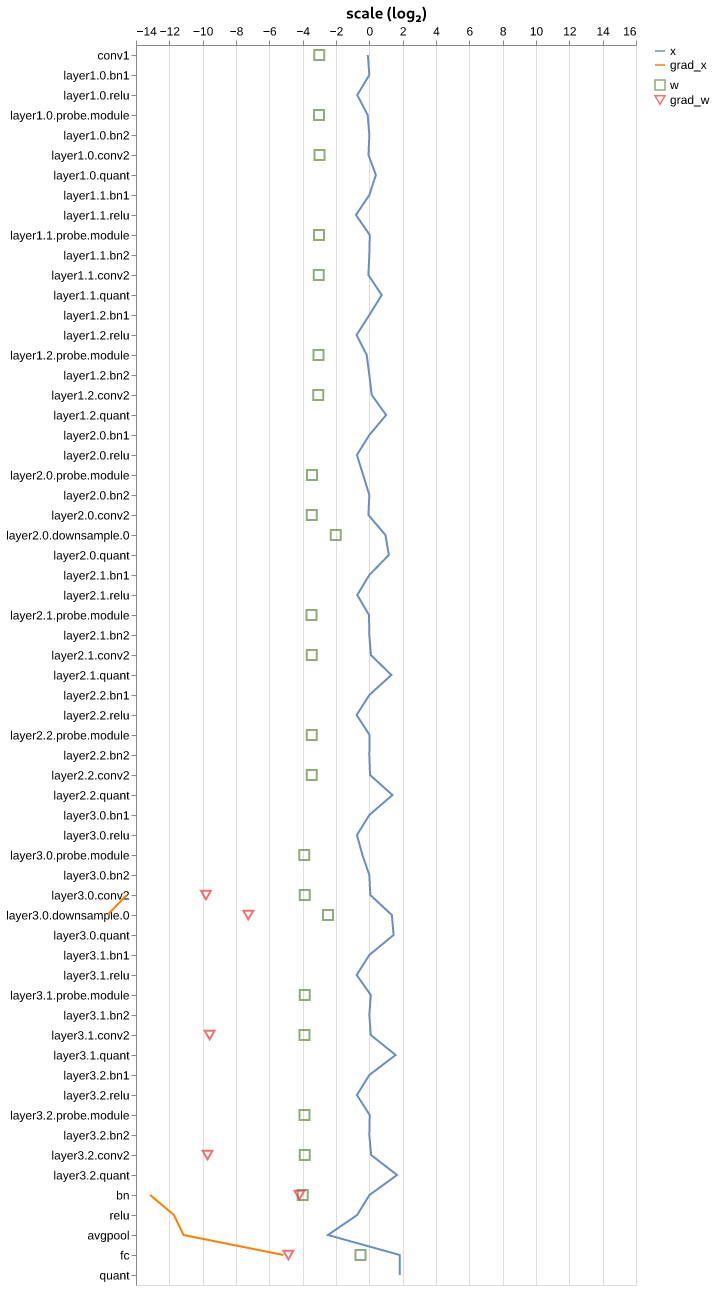 scale (log₂)
−14 −12 −10 −8 −6 −4 −2 0 2 4 6 8 10 12 14 16
x
grad_x
w
grad_w
conv1
layer1.0.bn1
layer1.0.relu
layer1.0.probe.module
layer1.0.bn2
layer1.0.conv2
layer1.0.quant
layer1.1.bn1
layer1.1.relu
layer1.1.probe.module
layer1.1.bn2
layer1.1.conv2
layer1.1.quant
layer1.2.bn1
layer1.2.relu
layer1.2.probe.module
layer1.2.bn2
layer1.2.conv2
layer1.2.quant
layer2.0.bn1
layer2.0.relu
layer2.0.probe.module
layer2.0.bn2
layer2.0.conv2
layer2.0.downsample.0
layer2.0.quant
layer2.1.bn1
layer2.1.relu
layer2.1.probe.module
layer2.1.bn2
layer2.1.conv2
layer2.1.quant
layer2.2.bn1
layer2.2.relu
layer2.2.probe.module
layer2.2.bn2
layer2.2.conv2
layer2.2.quant
layer3.0.bn1
layer3.0.relu
layer3.0.probe.module
layer3.0.bn2
layer3.0.conv2
layer3.0.downsample.0
layer3.0.quant
layer3.1.bn1
layer3.1.relu
layer3.1.probe.module
layer3.1.bn2
layer3.1.conv2
layer3.1.quant
layer3.2.bn1
layer3.2.relu
layer3.2.probe.module
layer3.2.bn2
layer3.2.conv2
layer3.2.quant
bn
relu
avgpool
fc
quant